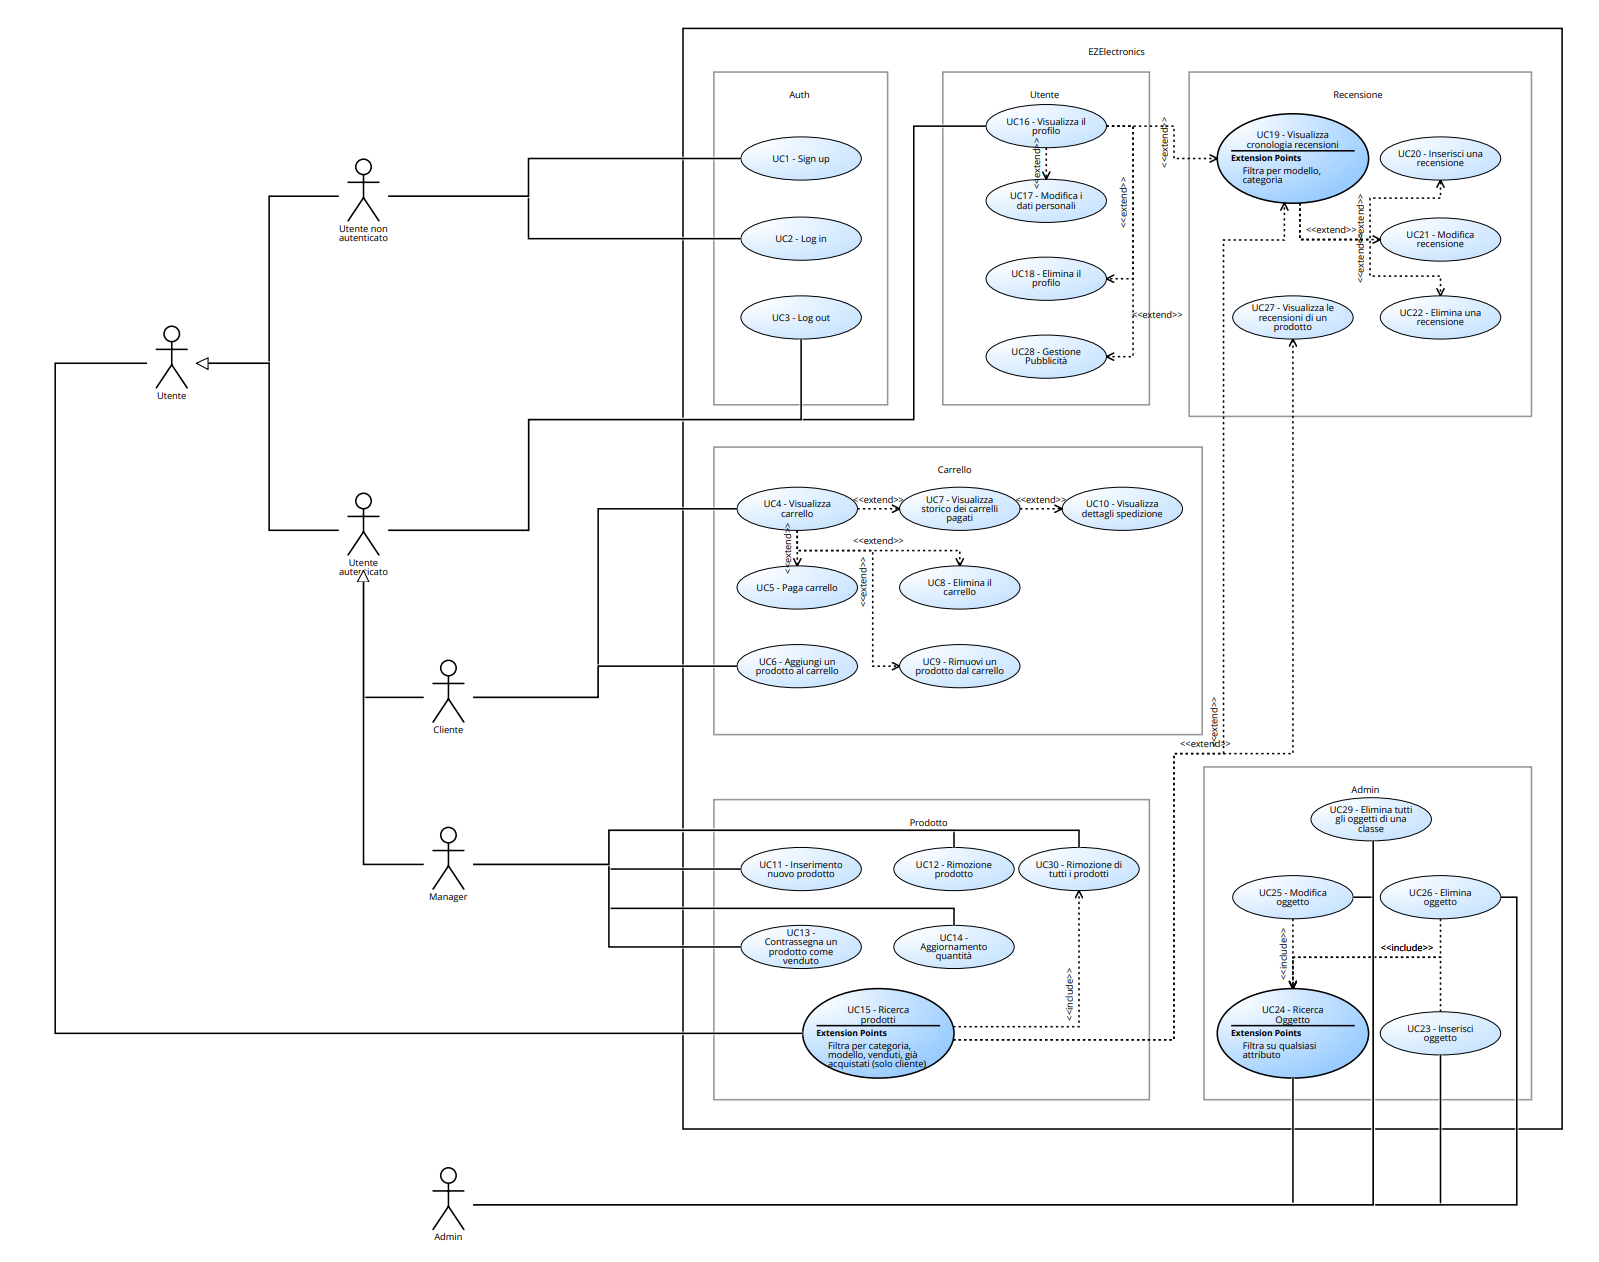 EZElectronics
Auth
UC1 - Sign up
UC2 - Log in
UC3 - Log out
Utente
UC16 - Visualizza il
profilo
<<extend>>
UC17 - Modifica i
dati personali
<<extend>>
UC18 - Elimina il
profilo
<<extend>>
UC28 - Gestione
Pubblicità
<<extend>>
Recensione
UC19 - Visualizza
cronologia recensioni
Extension Points
Filtra per modello,
categoria
UC20 - Inserisci una
recensione
<<extend>>
<<extend>>
<<extend>>
UC21 - Modifica
recensione
UC27 - Visualizza le
recensioni di un
prodotto
UC22 - Elimina una
recensione
Utente non
autenticato
Utente
Utente
autenticato
Cliente
Manager
Admin
Carrello
UC4 - Visualizza
carrello
<<extend>>
UC7 - Visualizza
storico dei carrelli
pagati
<<extend>>
UC10 - Visualizza
dettagli spedizione
<<extend>>
<<extend>>
<<extend>>
UC5 - Paga carrello
UC8 - Elimina il
carrello
UC6 - Aggiungi un
prodotto al carrello
UC9 - Rimuovi un
prodotto dal carrello
<<extend>>
<<extend>>
Prodotto
UC11 - Inserimento
nuovo prodotto
UC12 - Rimozione
prodotto
UC30 - Rimozione di
tutti i prodotti
UC13 -
Contrassegna un
prodotto come
venduto
UC14 -
Aggiornamento
quantità
<<include>>
UC15 - Ricerca
prodotti
Extension Points
Filtra per categoria,
modello, venduti, già
acquistati (solo cliente)
Admin
UC29 - Elimina tutti
gli oggetti di una
classe
UC25 - Modifica
oggetto
UC26 - Elimina
oggetto
<<include>>
<<include>>
UC24 - Ricerca
Oggetto
Extension Points
Filtra su qualsiasi
attributo
UC23 - Inserisci
oggetto